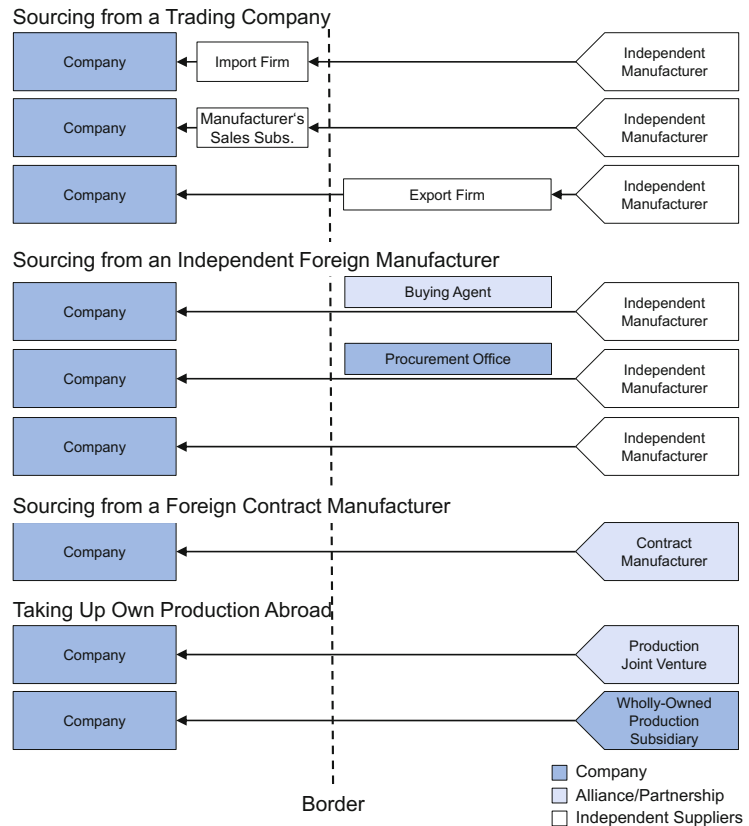 Sourcing from a Trading Company
Company
Import Firm
Independent
Manufacturer
Company
Manufacturer‘s
Sales Subs.
Independent
Manufacturer
Company
Export Firm
Independent
Manufacturer
Sourcing from an Independent Foreign Manufacturer
Company
Buying Agent
Independent
Manufacturer
Company
Procurement Office
Independent
Manufacturer
Company
Independent
Manufacturer
Sourcing from a Foreign Contract Manufacturer
Company
Contract
Manufacturer
Taking Up Own Production Abroad
Company
Production
Joint Venture
Company
Wholly-Owned
Production
Subsidiary
Border
Company
Alliance/Partnership
Independent Suppliers